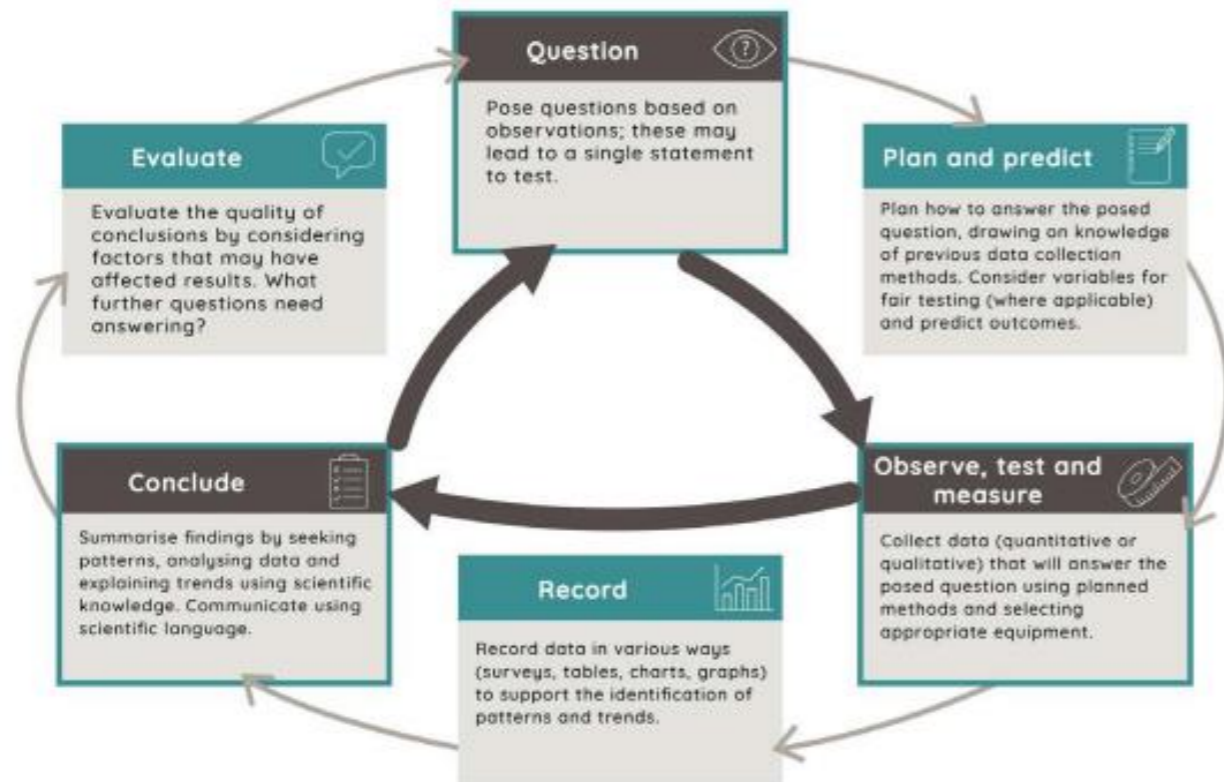 Question
?
Pose questions based on
observations; these may
lead to a single statement
to test.
Plan and predict
Plan how to answer the posed
question, drawing on knowledge
of previous data collection
methods. Consider variables for
fair testing (where applicable)
and predict outcomes.
Observe, test and
measure
Collect data (quantitative or
qualitative) that will answer the
posed question using planned
methods and selecting
appropriate equipment.
Record
Record data in various ways
(surveys, tables, charts, graphs)
to support the identification of
patterns and trends.
Conclude
Summarise findings by seeking
patterns, analysing data and
explaining trends using scientific
knowledge. Communicate using
scientific language.
Evaluate
Evaluate the quality of
conclusions by considering
factors that may have
affected results. What
further questions need
answering?